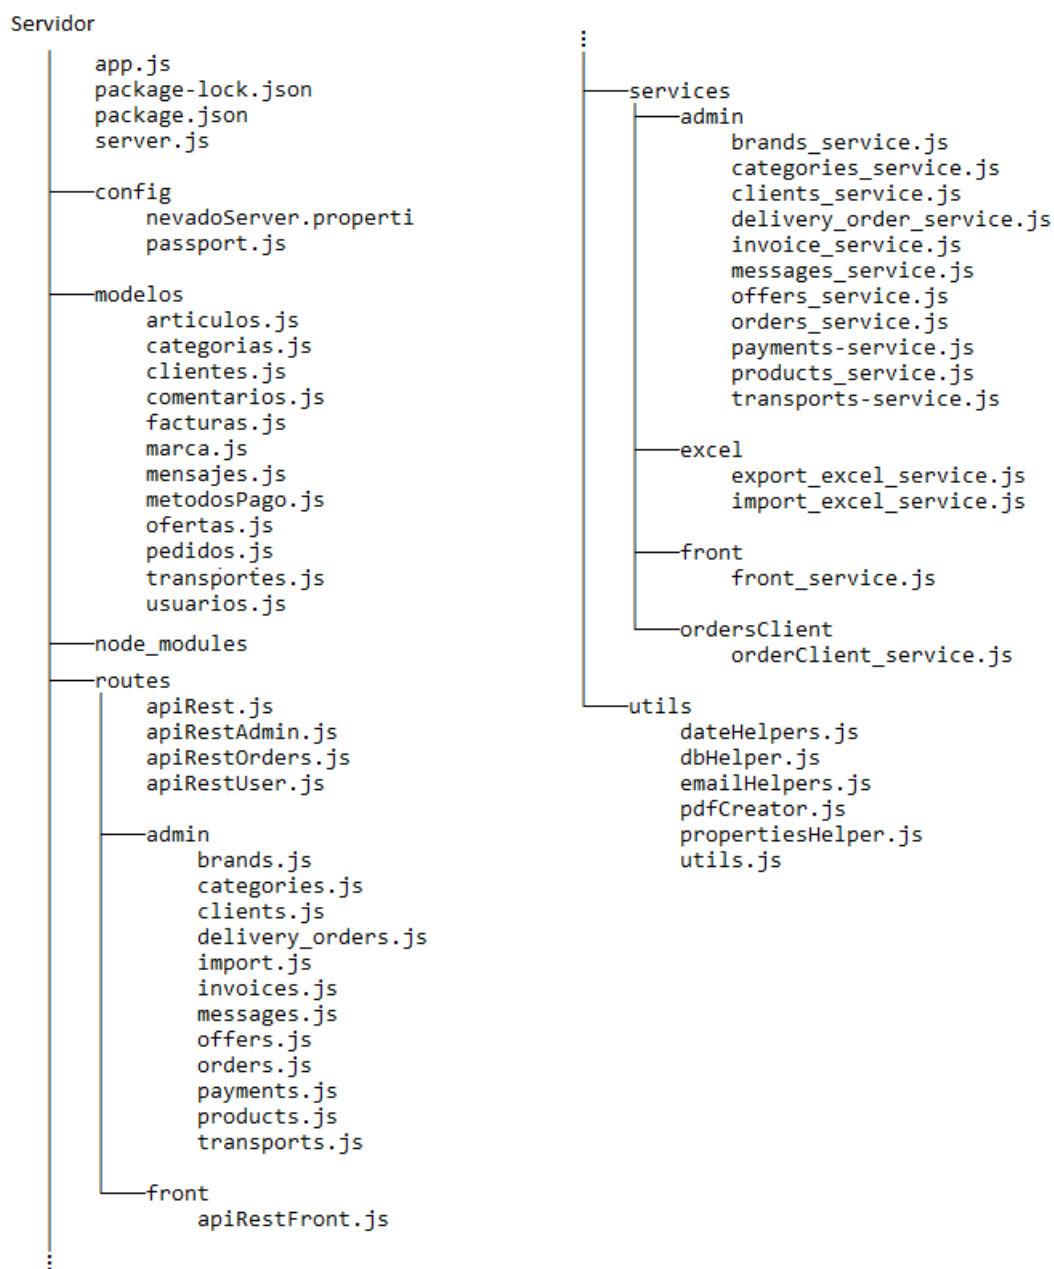 Servidor
app.js
package-lock.json
package.json
server.js
config
nevadoServer.properti
passport.js
modelos
articulos.js
categorias.js
clientes.js
comentarios.js
facturas.js
marca.js
mensajes.js
metodosPago.js
ofertas.js
pedidos.js
transportes.js
usuarios.js
node_modules
routes
apiRest.js
apiRestAdmin.js
apiRestOrders.js
apiRestUser.js
admin
brands.js
categories.js
clients.js
delivery_orders.js
import.js
invoices.js
messages.js
offers.js
orders.js
payments.js
products.js
transports.js
front
apiRestFront.js
services
admin
brands_service.js
categories_service.js
clients_service.js
delivery_order_service.js
invoice_service.js
messages_service.js
offers_service.js
orders_service.js
payments-service.js
products_service.js
transports-service.js
excel
export_excel_service.js
import_excel_service.js
front
front_service.js
ordersClient
orderClient_service.js
utils
dateHelpers.js
dbHelper.js
emailHelpers.js
pdfCreator.js
propertiesHelper.js
utils.js